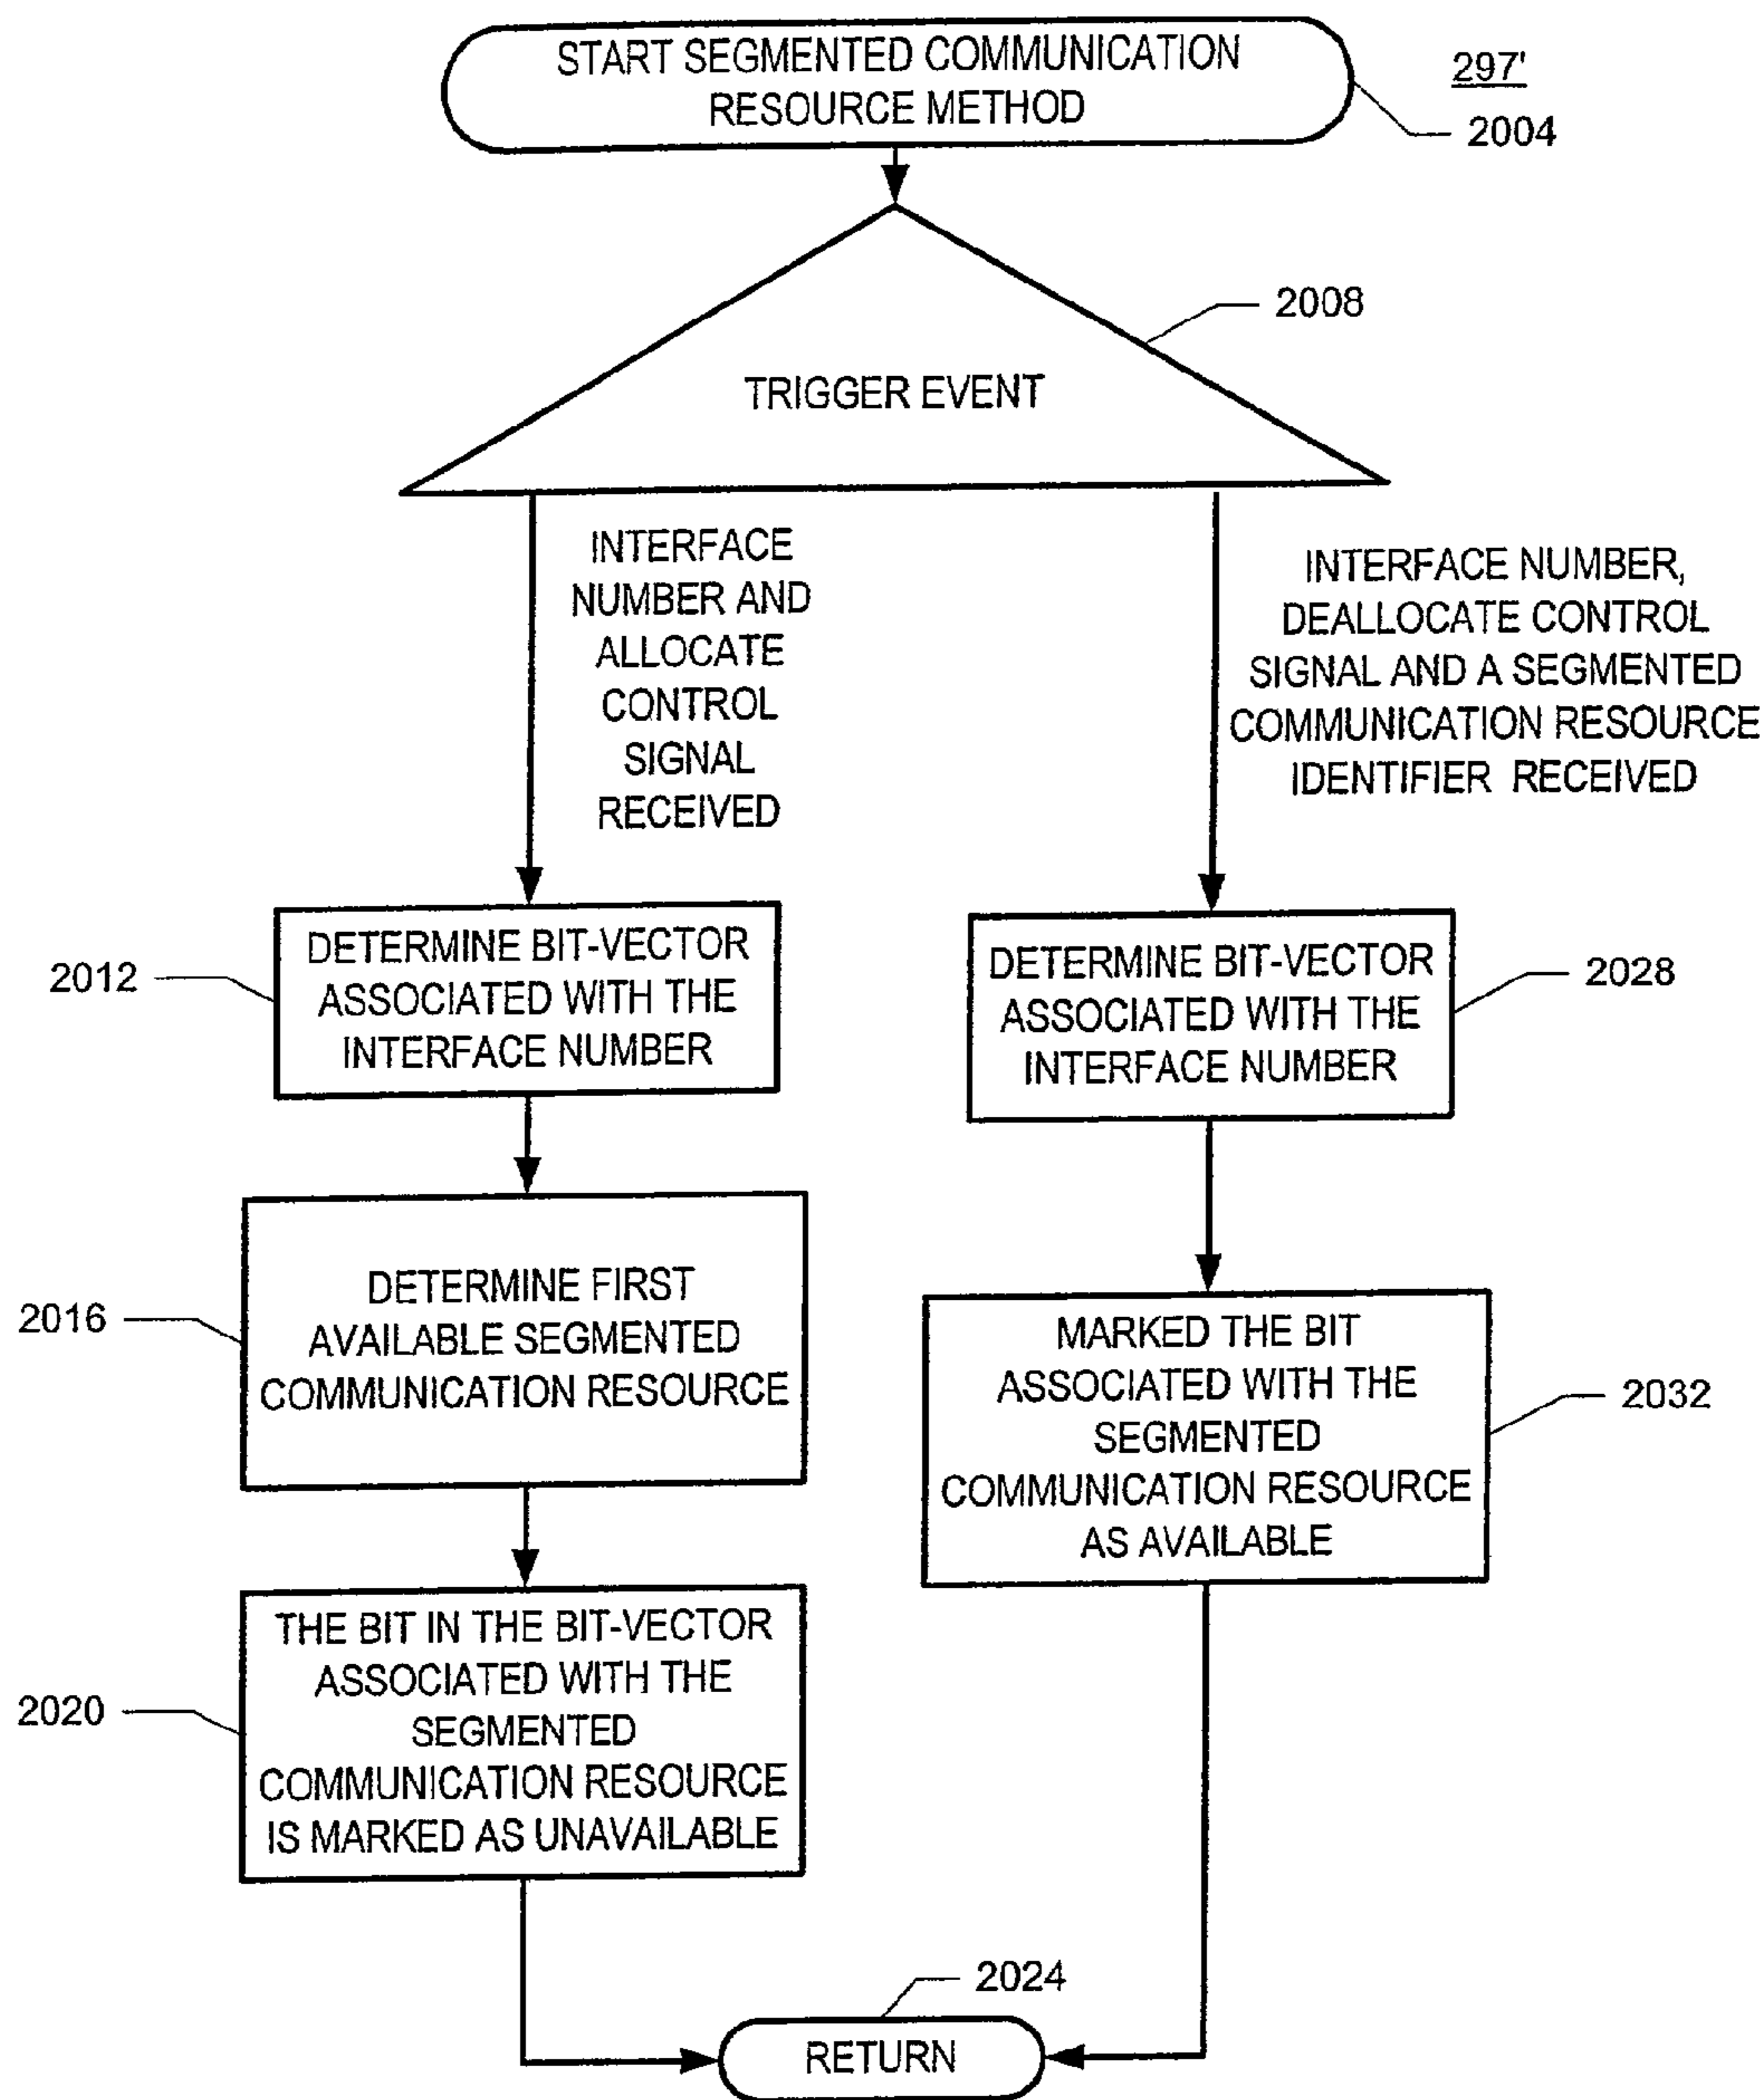 START SEGMENTED COMMUNICATION
RESOURCE METHOD
297'
2004
2008
TRIGGER EVENT
INTERFACE
NUMBER AND
ALLOCATE
CONTROL
SIGNAL
RECEIVED
INTERFACE NUMBER,
DEALLOCATE CONTROL
SIGNAL AND A SEGMENTED
COMMUNICATION RESOURCE
IDENTIFIER RECEIVED
2012
DETERMINE BIT-VECTOR
ASSOCIATED WITH THE
INTERFACE NUMBER
DETERMINE BIT-VECTOR
ASSOCIATED WITH THE
INTERFACE NUMBER
2028
2016
DETERMINE FIRST
AVAILABLE SEGMENTED
COMMUNICATION RESOURCE
MARKED THE BIT
ASSOCIATED WITH THE
SEGMENTED
COMMUNICATION RESOURCE
AS AVAILABLE
2032
2020
THE BIT IN THE BIT-VECTOR
ASSOCIATED WITH THE
SEGMENTED
COMMUNICATION RESOURCE
IS MARKED AS UNAVAILABLE
2024
RETURN